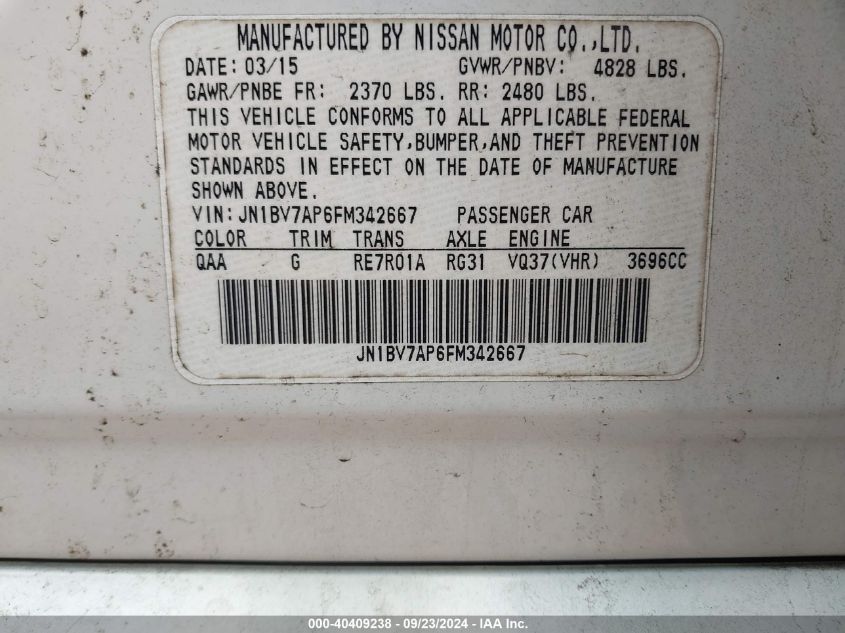 MANUFACTURED BY NISSAN MOTOR CO.,LTD.
DATE: 03/15 GVWR/PNBV: 4828 LBS.
GAWR/PNBE FR: 2370 LBS. RR: 2480 LBS.
THIS VEHICLE CONFORMS TO ALL APPLICABLE FEDERAL
MOTOR VEHICLE SAFETY,BUMPER,AND THEFT PREVENTION
STANDARDS IN EFFECT ON THE DATE OF MANUFACTURE
SHOWN ABOVE.
VIN:JN1BV7AP6FM342667 PASSENGER CAR
COLOR TRIM TRANS AXLE ENGINE
QAA G RE7R01A RG31 VQ37(VHR) 3696CC
JN1BV7AP6FM342667
000-40409238 - 09/23/2024 - IAA Inc.